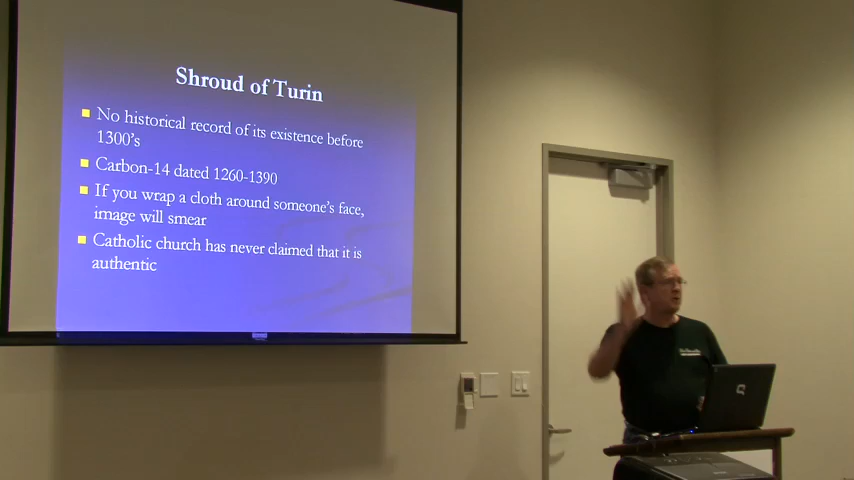 Shroud of Turin
No historical record of its existence before
1300's
Carbon-14 dated 1260-1390
If you wrap a cloth around someone's face,
image will smear
Catholic church has never claimed that it is
authentic